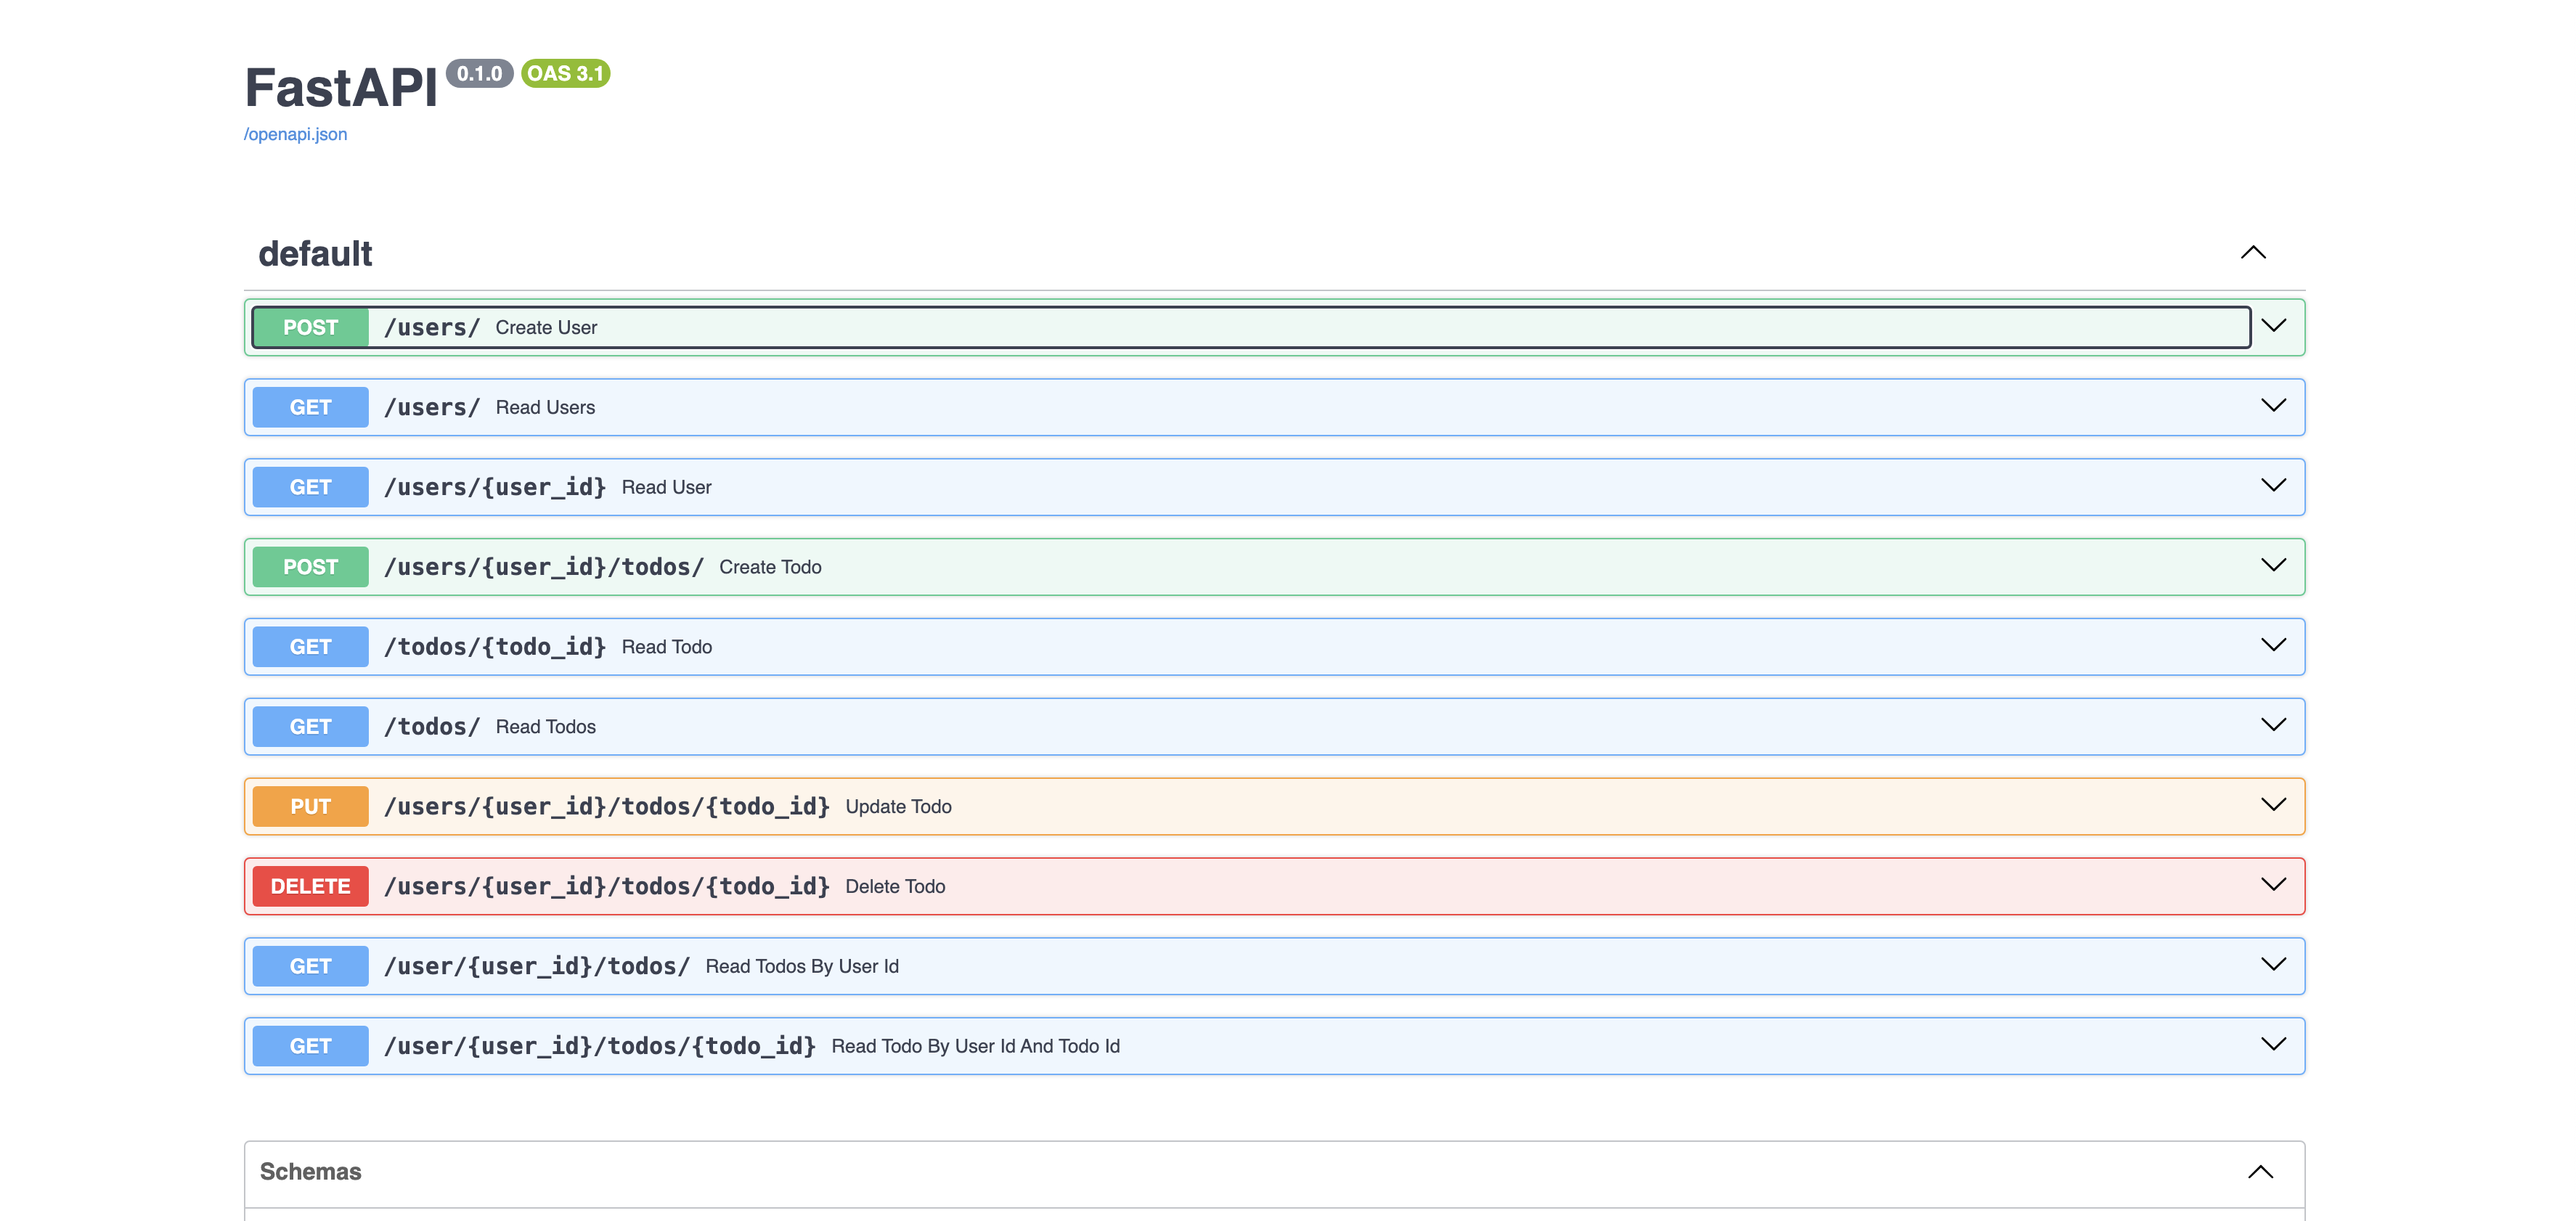 FastAPI 0.1.0 OAS 3.1
/openapi.json
default
POST /users/ Create User
GET /users/ Read Users
GET /users/{user_id} Read User
POST /users/{user_id}/todos/ Create Todo
GET /todos/{todo_id} Read Todo
GET /todos/ Read Todos
PUT /users/{user_id}/todos/{todo_id} Update Todo
DELETE /users/{user_id}/todos/{todo_id} Delete Todo
GET /user/{user_id}/todos/ Read Todos By User Id
GET /user/{user_id}/todos/{todo_id} Read Todo By User Id And Todo Id
Schemas